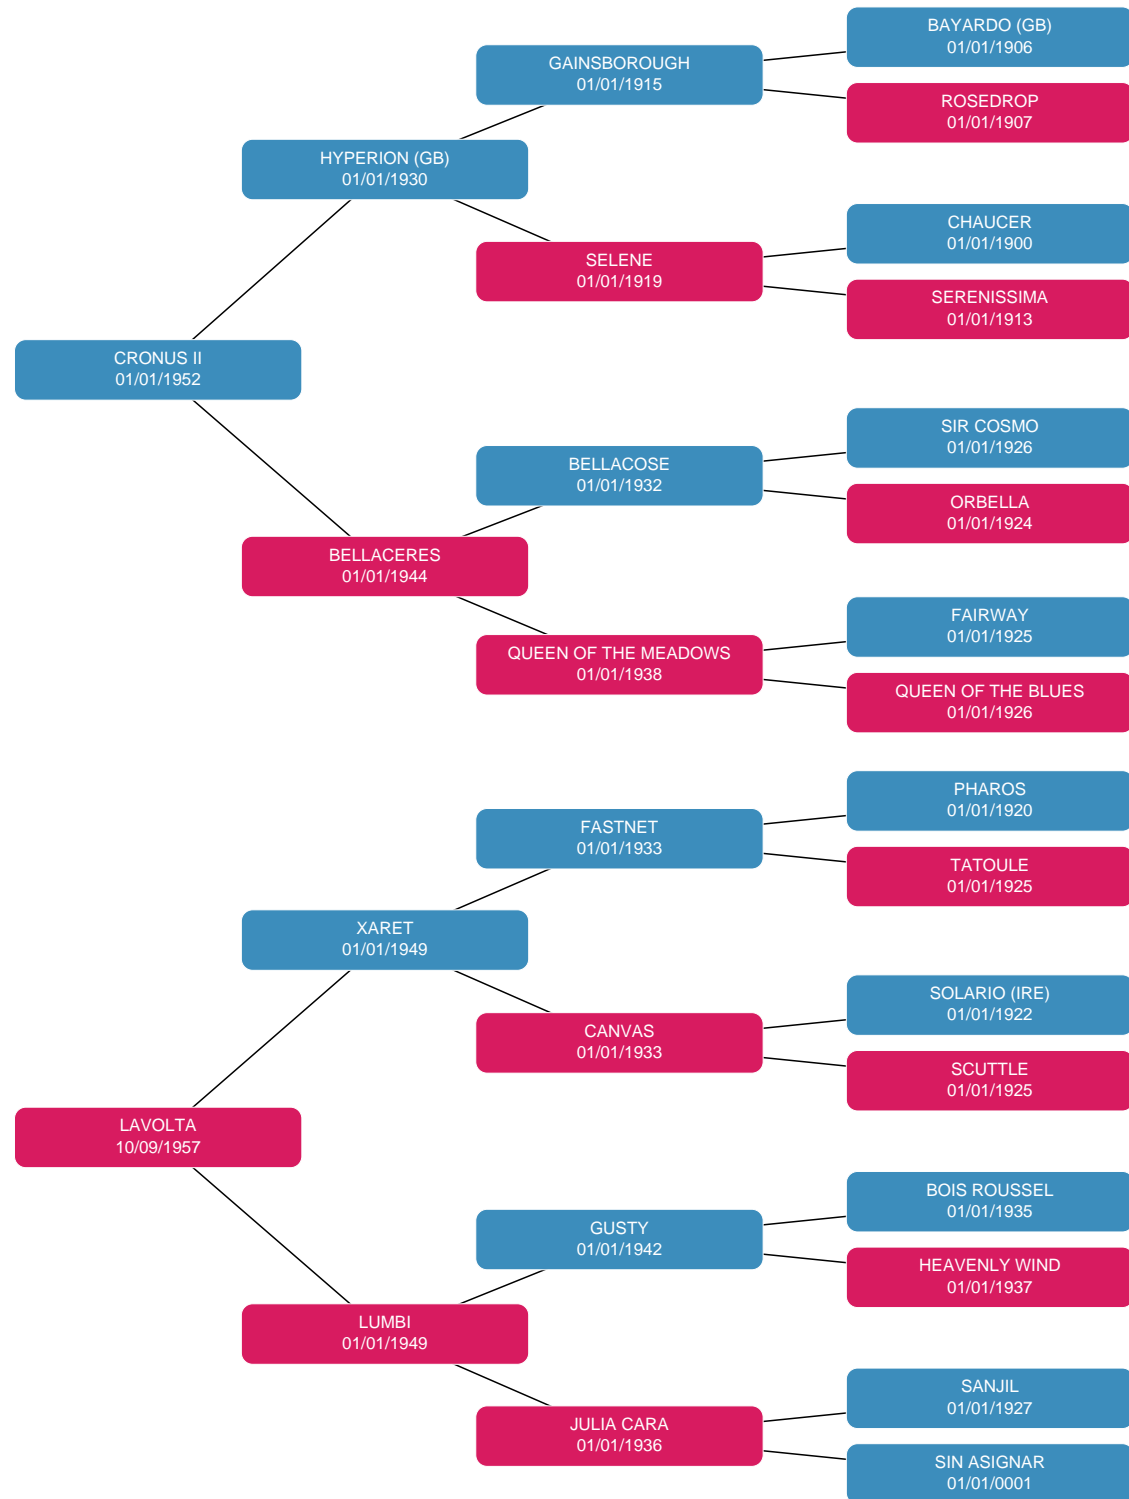 BAYARDO (GB)
01/01/1906
GAINSBOROUGH
01/01/1915
ROSEDROP
01/01/1907
HYPERION (GB)
01/01/1930
CHAUCER
01/01/1900
SELENE
01/01/1919
SERENISSIMA
01/01/1913
CRONUS II
01/01/1952
SIR COSMO
01/01/1926
BELLACOSE
01/01/1932
ORBELLA
01/01/1924
BELLACERES
01/01/1944
FAIRWAY
01/01/1925
QUEEN OF THE MEADOWS
01/01/1938
QUEEN OF THE BLUES
01/01/1926
PHAROS
01/01/1920
FASTNET
01/01/1933
TATOULE
01/01/1925
XARET
01/01/1949
SOLARIO (IRE)
01/01/1922
CANVAS
01/01/1933
SCUTTLE
01/01/1925
LAVOLTA
10/09/1957
BOIS ROUSSEL
01/01/1935
GUSTY
01/01/1942
HEAVENLY WIND
01/01/1937
LUMBI
01/01/1949
SANJIL
01/01/1927
JULIA CARA
01/01/1936
SIN ASIGNAR
01/01/0001